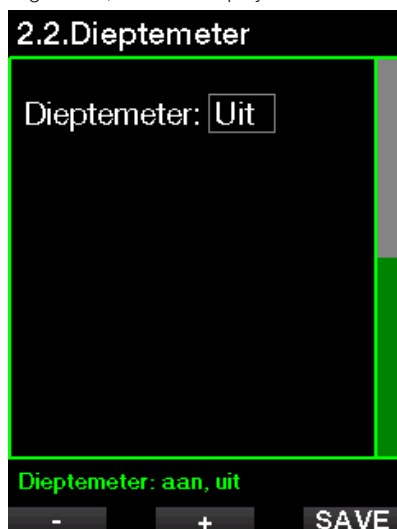 2.2.Dieptemeter
Dieptemeter: Uit
Dieptemeter: aan, uit
- + SAVE